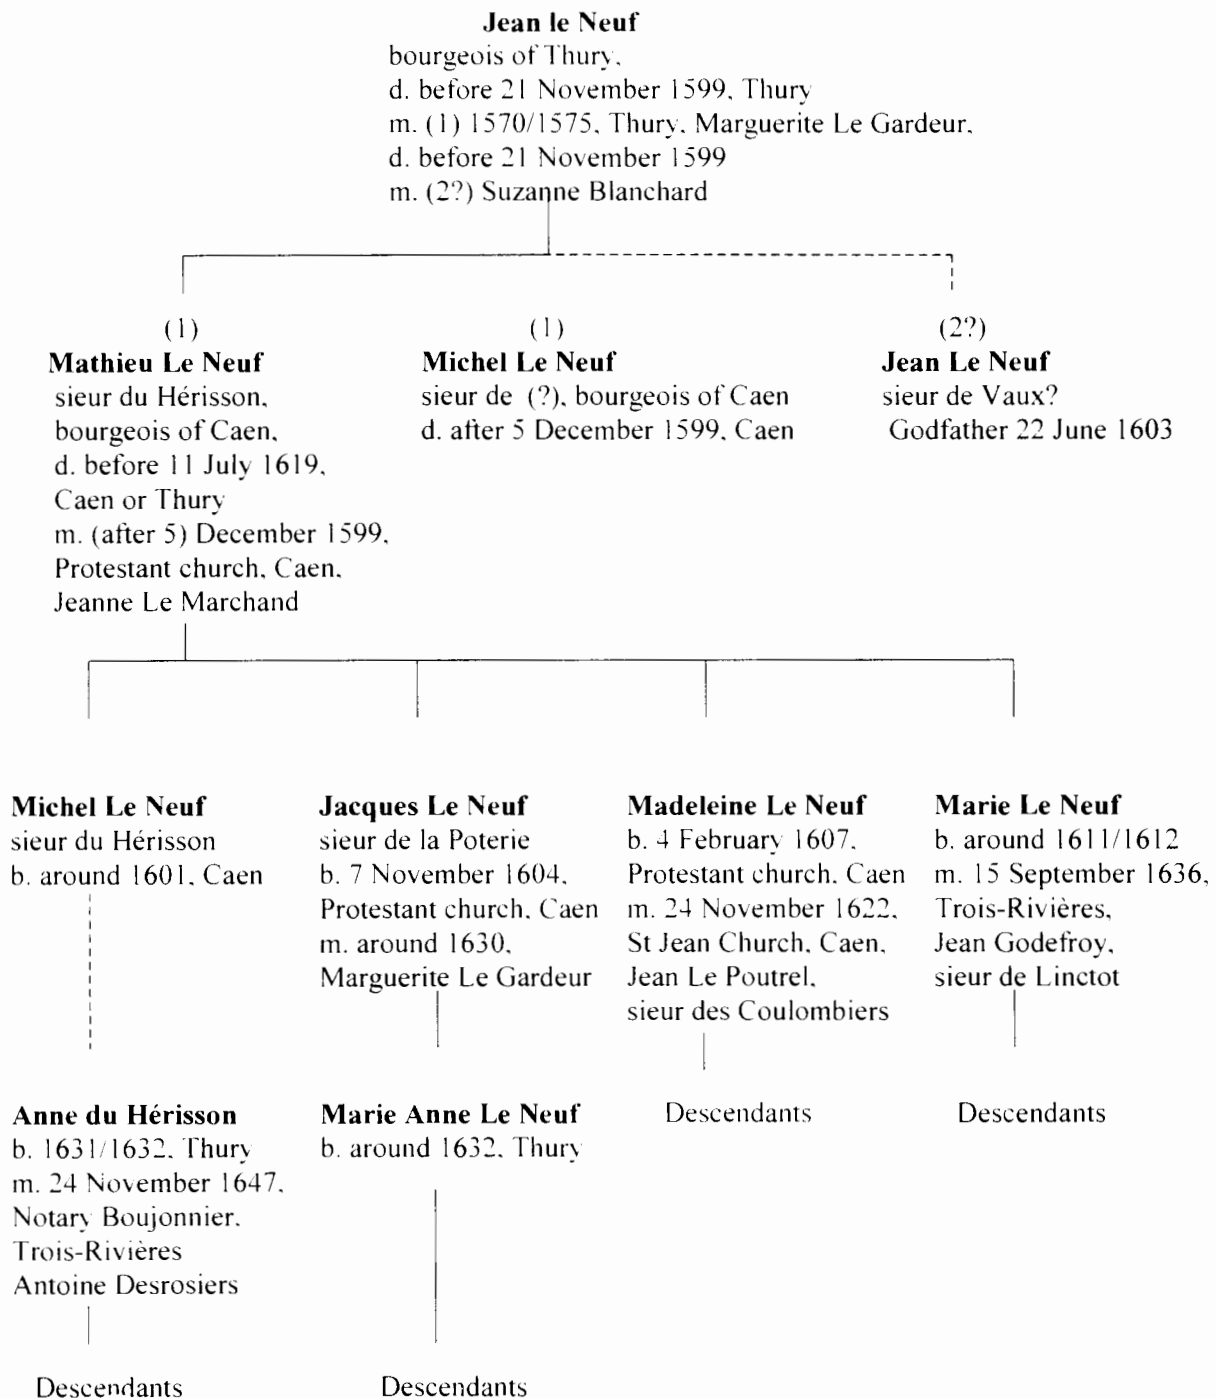 Jean le Neuf
bourgeois of Thury,
d. before 21 November 1599, Thury
m. (1) 1570/1575, Thury, Marguerite Le Gardeur,
d. before 21 November 1599
m. (2?) Suzanne Blanchard
(1)
Mathieu Le Neuf
sieur du Hérisson,
bourgeois of Caen,
d. before 11 July 1619,
Caen or Thury
m. (after 5) December 1599,
Protestant church, Caen,
Jeanne Le Marchand
(1)
Michel Le Neuf
sieur de (?), bourgeois of Caen
d. after 5 December 1599, Caen
(2?)
Jean Le Neuf
sieur de Vaux?
Godfather 22 June 1603
Michel Le Neuf
sieur du Hérisson
b. around 1601, Caen
Jacques Le Neuf
sieur de la Poterie
b. 7 November 1604,
Protestant church, Caen
m. around 1630,
Marguerite Le Gardeur
Madeleine Le Neuf
b. 4 February 1607,
Protestant church, Caen
m. 24 November 1622,
St Jean Church, Caen,
Jean Le Poutrel,
sieur des Coulombiers
Marie Le Neuf
b. around 1611/1612
m. 15 September 1636,
Trois-Rivières,
Jean Godefroy,
sieur de Linctot
Anne du Hérisson
b. 1631/1632, Thury
m. 24 November 1647,
Notary Boujonnier,
Trois-Rivières
Antoine Desrosiers
Marie Anne Le Neuf
b. around 1632, Thury
Descendants
Descendants
Descendants
Descendants